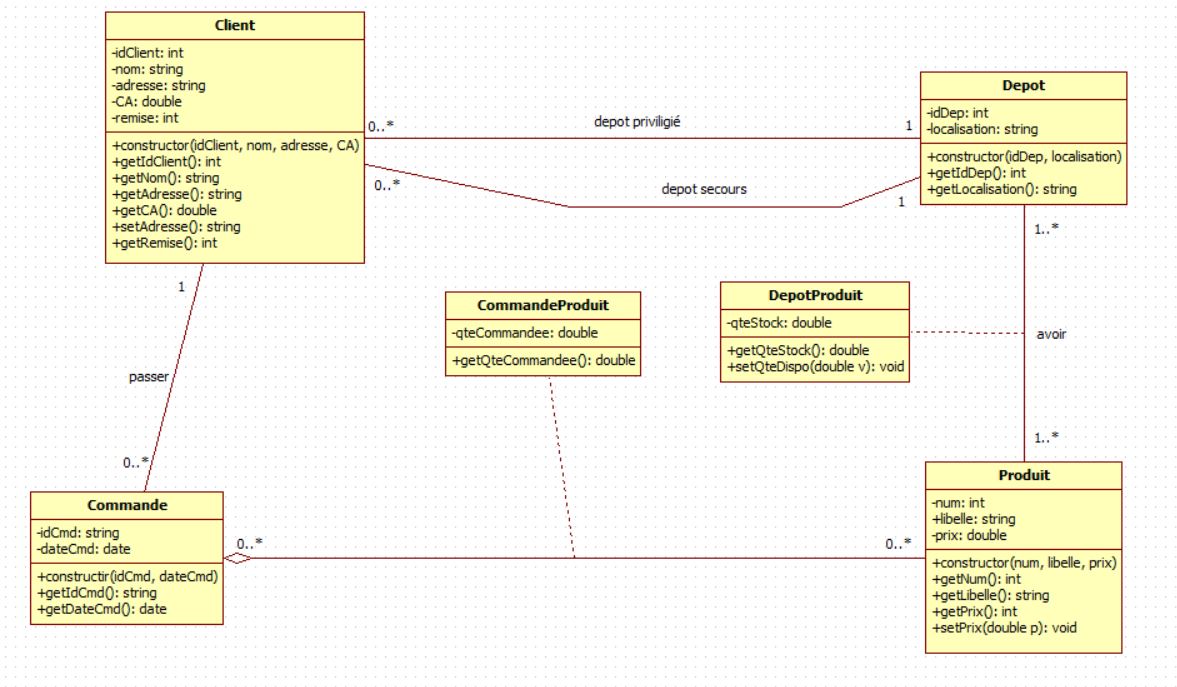 Client
-idClient: int
-nom: string
-adresse: string
-CA: double
-remise: int
+constructor(idClient, nom, adresse, CA)
+getIdClient(): int
+getNom(): string
+getAdresse(): string
+getCA(): double
+setAdresse(): string
+getRemise(): int
0..*
depot priviligié
1
0..*
depot secours
1
Depot
-idDep: int
-localisation: string
+constructor(idDep, localisation)
+getIdDep(): int
+getLocalisation(): string
1..*
avoir
1..*
1
passer
0..*
CommandeProduit
-qteCommandee: double
+getQteCommandee(): double
DepotProduit
-qteStock: double
+getQteStock(): double
+setQteDispo(double v): void
Commande
-idCmd: string
-dateCmd: date
+constructir(idCmd, dateCmd)
+getIdCmd(): string
+getDateCmd(): date
0..*
0..*
Produit
-num: int
+libelle: string
-prix: double
+constructor(num, libelle, prix)
+getNum(): int
+getLibelle(): string
+getPrix(): int
+setPrix(double p): void